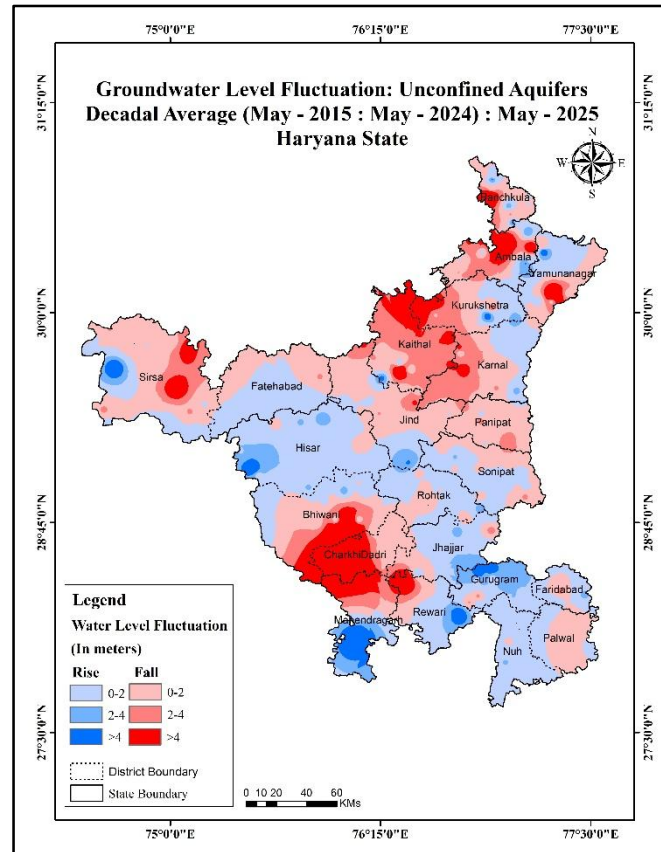 75°0'0"E 76°15'0"E 77°30'0"E
31°15'0"N 31°15'0"N
Groundwater Level Fluctuation: Unconfined Aquifers
Decadal Average (May - 2015 : May - 2024) : May - 2025
Haryana State
N
W E
S
Panchkula
Ambala
Yamunanagar
30°0'0"N 30°0'0"N
Kurukshetra
Kaithal
Karnal
Sirsa
Fatehabad
Jind
Panipat
Hisar
Sonipat
Rohtak
28°45'0"N 28°45'0"N
Bhiwani
Jhajjar
CharkhiDadri
Gurugram
Faridabad
Mahendragarh
Rewari
Nuh
Palwal
Legend
Water Level Fluctuation
(In meters)
Rise Fall
0-2 0-2
2-4 2-4
>4 >4
District Boundary
State Boundary
27°30'0"N 27°30'0"N
0 10 20 40 60
KMs
75°0'0"E 76°15'0"E 77°30'0"E